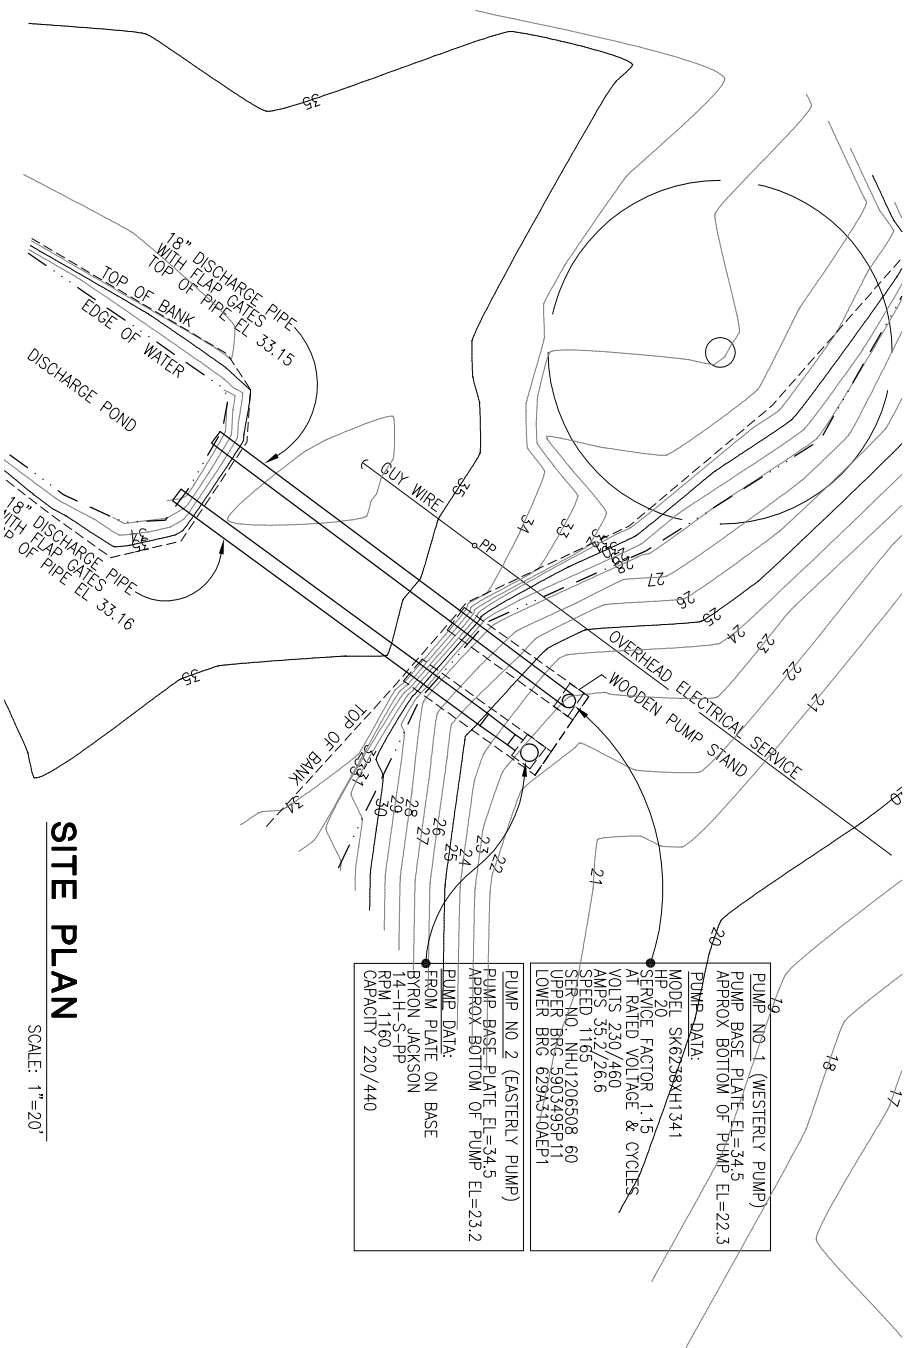 18" DISCHARGE PIPE
WITH FLAP GATES
TOP OF PIPE EL 33.15
TOP OF BANK
EDGE OF WATER
DISCHARGE POND
18" DISCHARGE PIPE
WITH FLAP GATES
OP OF PIPE EL 33.16
GUY WIRE
PP
OVERHEAD ELECTRICAL SERVICE
WOODEN PUMP STAND
TOP OF BANK
35
35
35
35
34
34
33
27
26
25
24
23
22
21
34
31
30
29
28
27
26
25
24
23
22
21
20
19
18
17
PUMP NO 1 (WESTERLY PUMP)
PUMP BASE PLATE EL=34.5
APPROX BOTTOM OF PUMP EL=22.3
PUMP DATA:
MODEL SK6238XH1341
HP 20
SERVICE FACTOR 1.15
AT RATED VOLTAGE & CYCLES
VOLTS 230/460
AMPS 35.2/26.6
SPEED 1165
SER NO. NHJ1206508 60
UPPER BRG 5903495P11
LOWER BRG 629A310AEP1
PUMP NO 2 (EASTERLY PUMP)
PUMP BASE PLATE EL=34.5
APPROX BOTTOM OF PUMP EL=23.2
PUMP DATA:
FROM PLATE ON BASE
BYRON JACKSON
14-H-S-PP
RPM 1160
CAPACITY 220/440
SITE PLAN
SCALE: 1"=20'